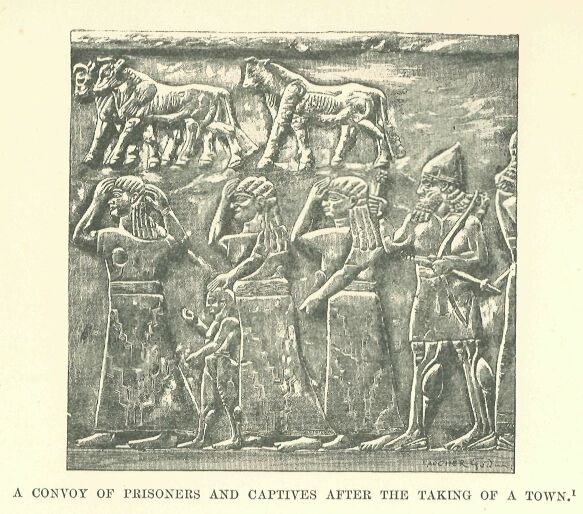 A CONVOY OF PRISONERS AND CAPTIVES AFTER THE TAKING OF A TOWN.¹